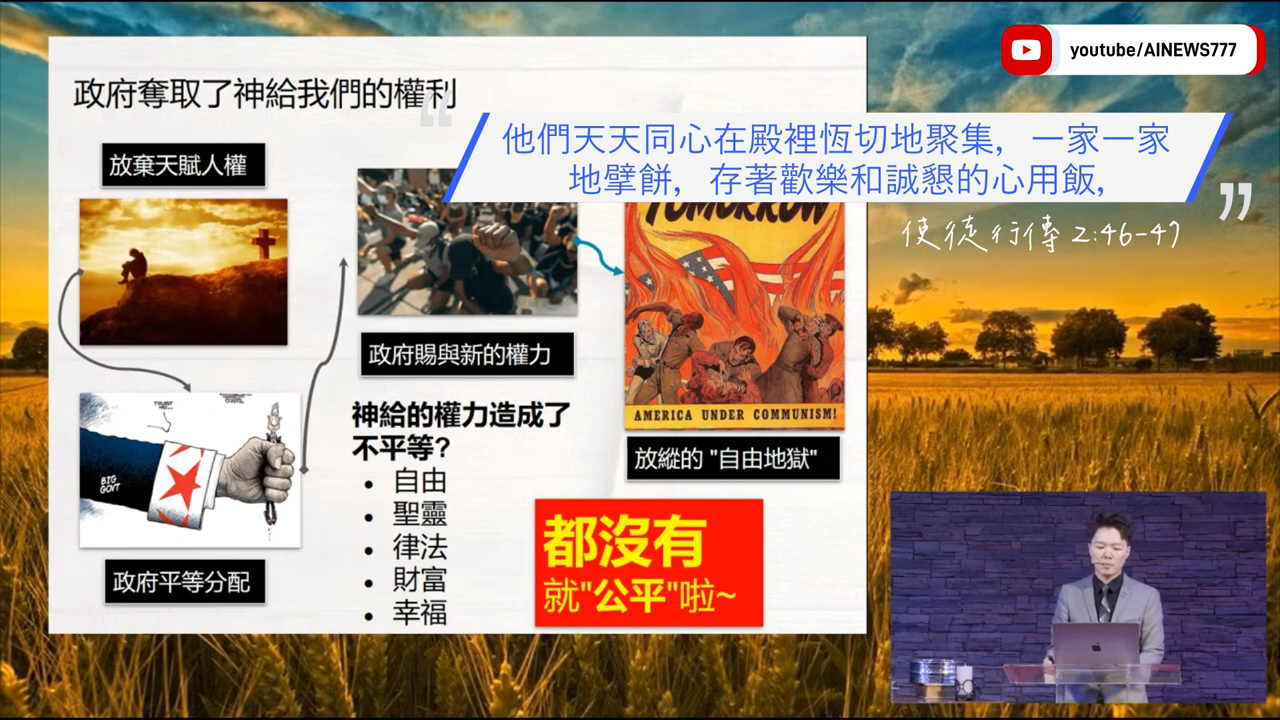 youtube/AINEWS777
政府奪取了神給我們的權利
“
他們天天同心在殿裡恆切地聚集，一家一家
地擘餅，存著歡樂和誠懇的心用飯，
”
使徒行傳 2:46-47
放棄天賦人權
TOMORROW
政府賜與新的權力
神給的權力造成了
不平等?
• 自由
• 聖靈
• 律法
• 財富
• 幸福
AMERICA UNDER COMMUNISM!
放縱的 "自由地獄"
TRUST
BIG
GOVT
政府平等分配
都沒有
就"公平"啦~